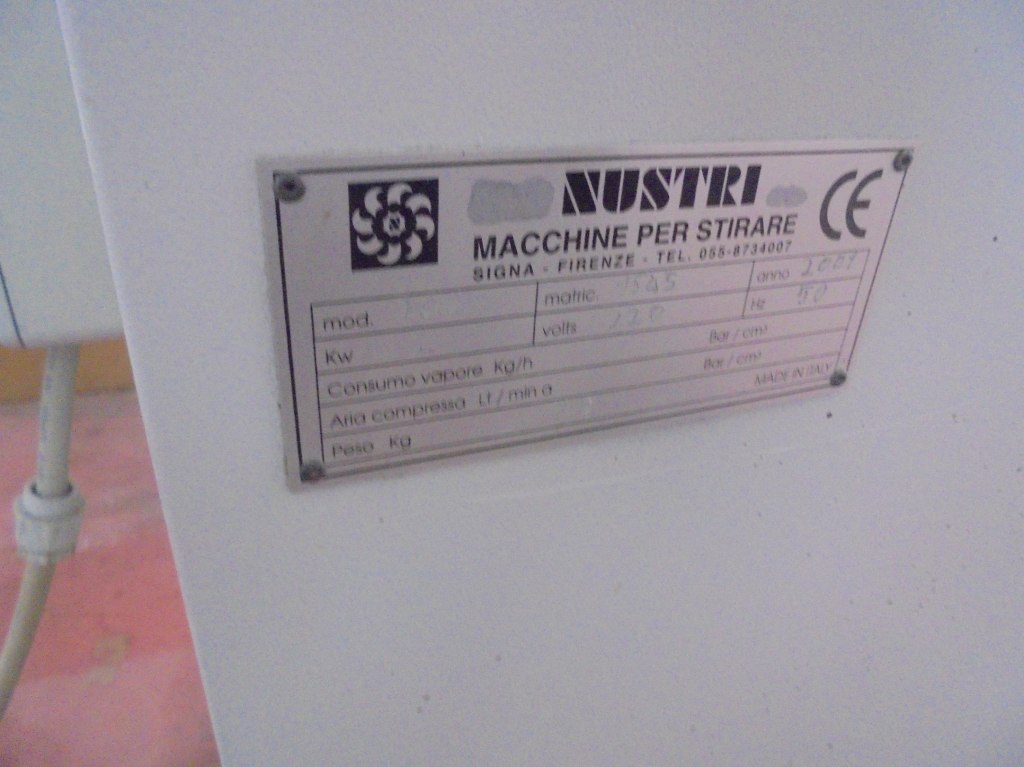 NUSTRI CE
MACCHINE PER STIRARE
SIGNA - FIRENZE - TEL. 055-8734007
mod. matric. anno
Kw volts Hz 50
Consumo vapore Kg/h Bar/cm²
Aria compressa Lt/min a Bar/cm²
Peso Kg MADE IN ITALY